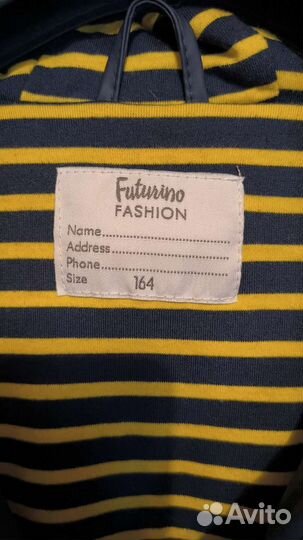 Futurino
FASHION
Name...........................
Address.......................
Phone..........................
Size 164
Avito